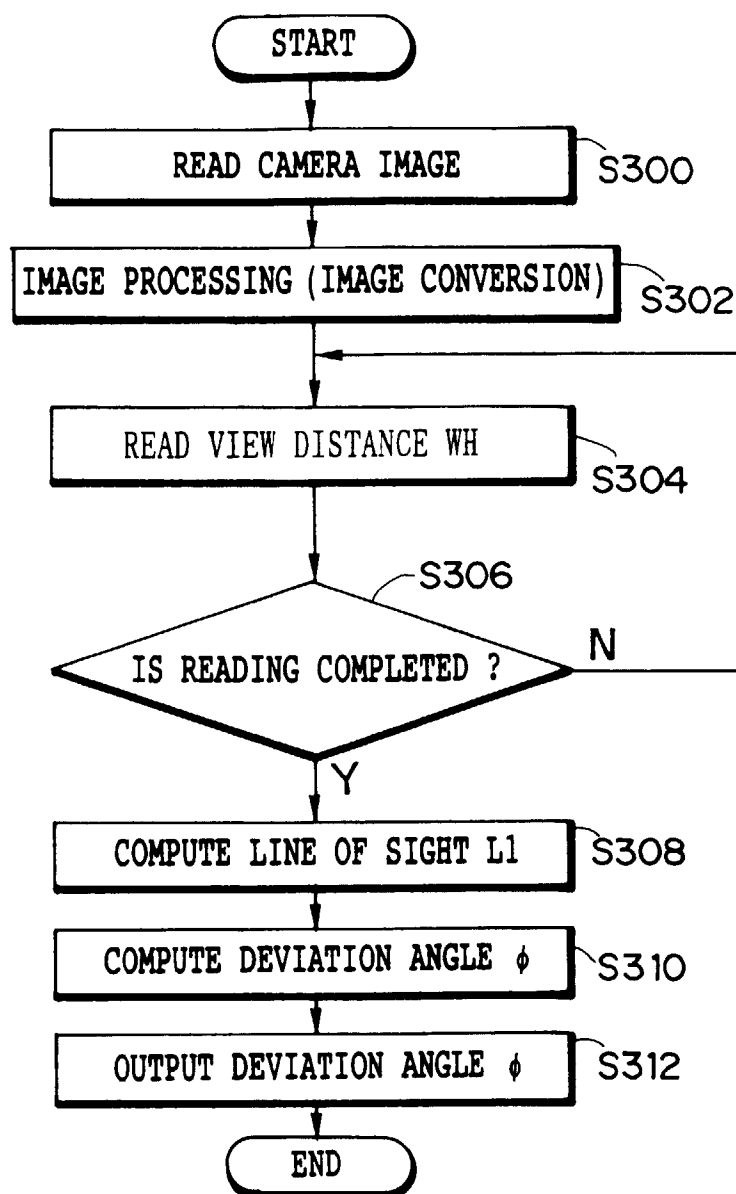 START
READ CAMERA IMAGE
S300
IMAGE PROCESSING (IMAGE CONVERSION)
S302
READ VIEW DISTANCE WH
S304
S306
IS READING COMPLETED ?
N
Y
COMPUTE LINE OF SIGHT L1
S308
COMPUTE DEVIATION ANGLE ϕ
S310
OUTPUT DEVIATION ANGLE ϕ
S312
END